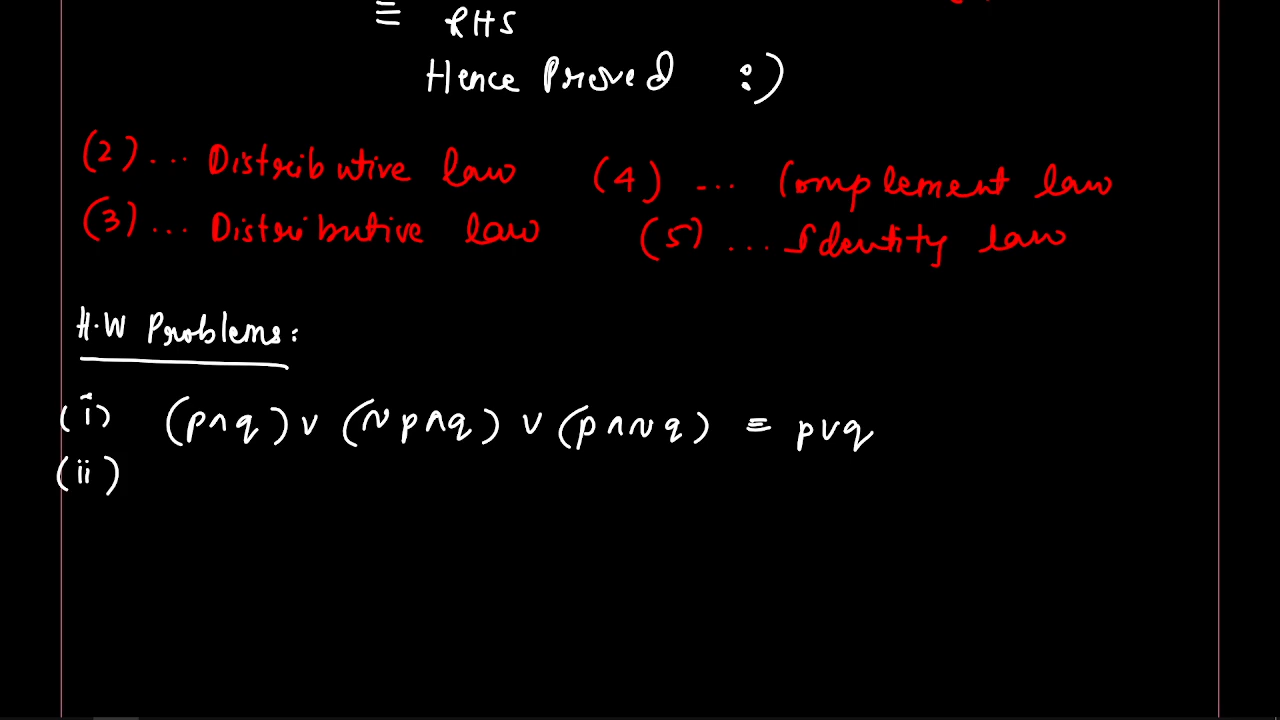 ≡ RHS
Hence Proved :)
(2) ... Distributive law (4) ... Complement law
(3) ... Distributive law (5) ... Identity law
H.W Problems:
(i) (p∧q) ∨ (∼p∧q) ∨ (p∧∼q) ≡ p∨q
(ii)